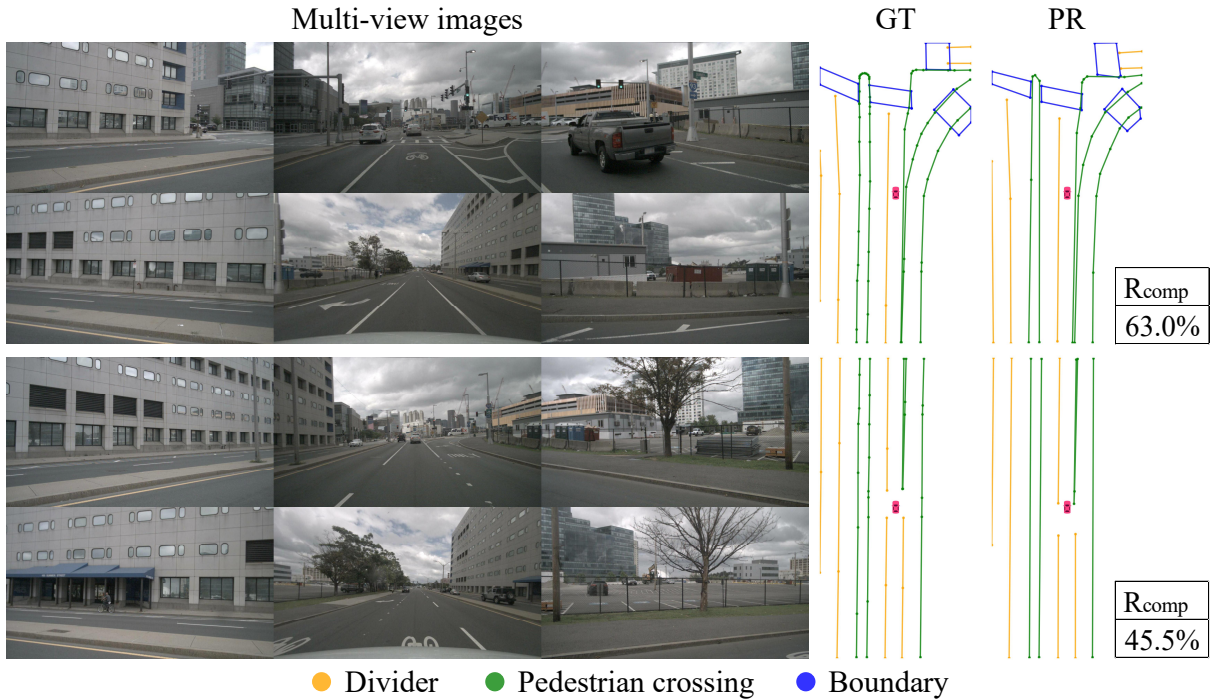 Multi-view images GT PR
Rcomp
63.0%
Rcomp
45.5%
Divider Pedestrian crossing Boundary